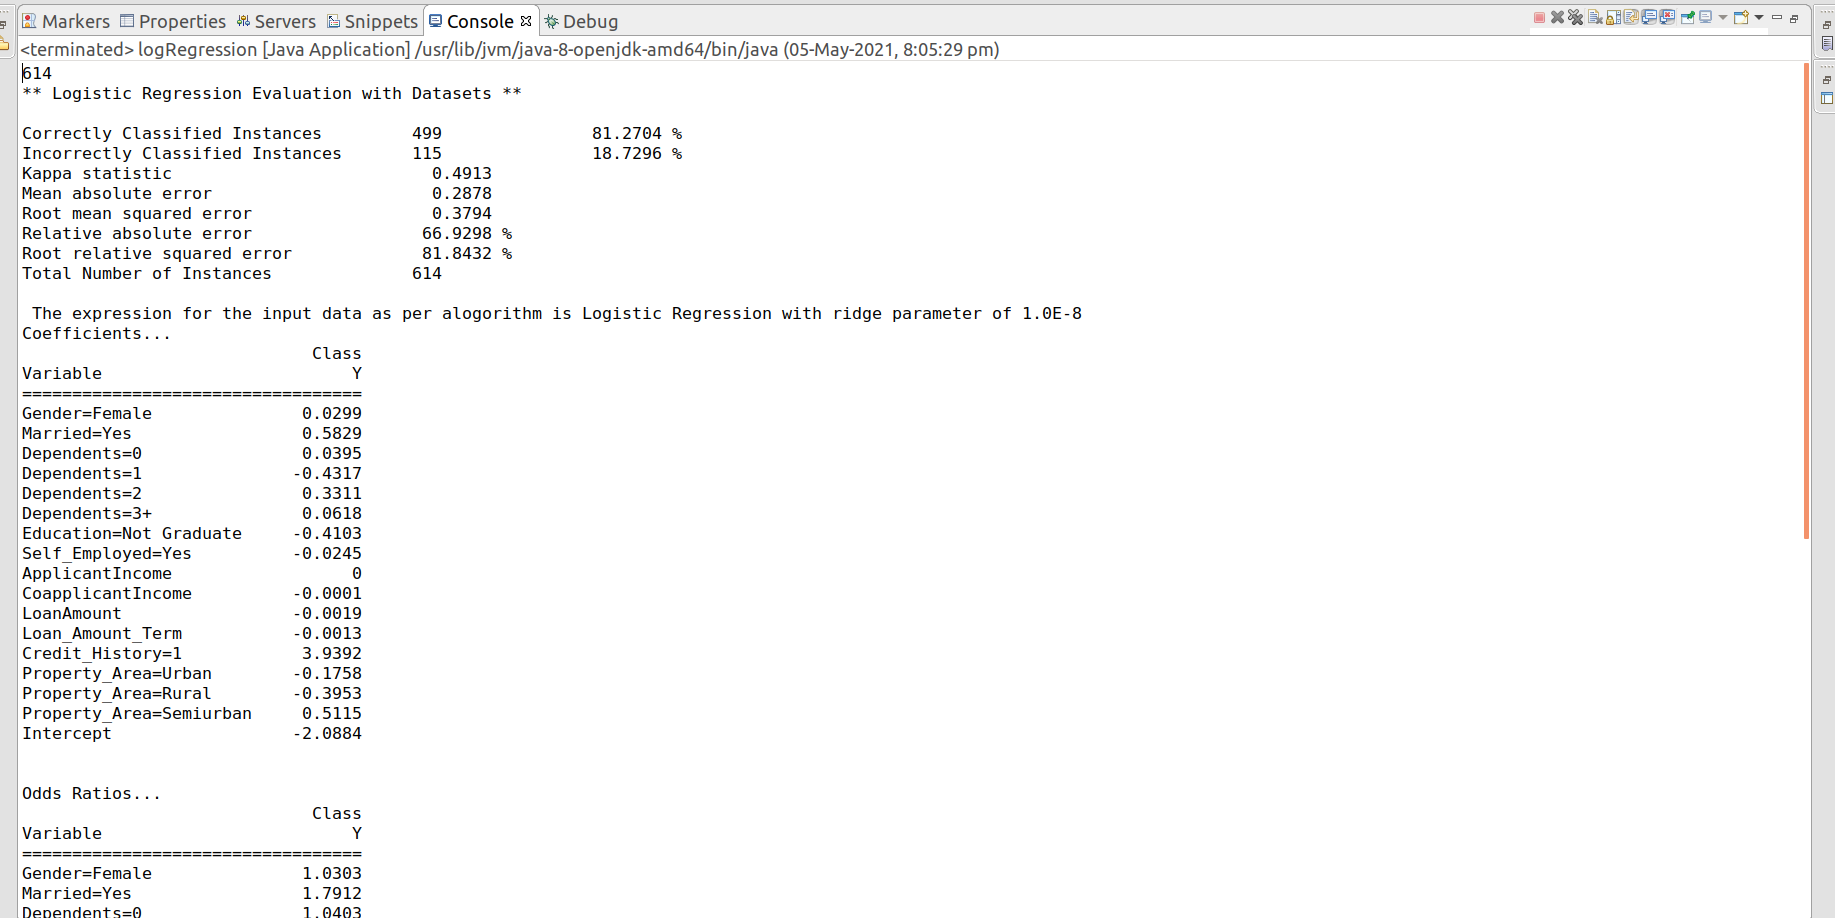 Markers Properties Servers Snippets Console Debug
<terminated> logRegression [Java Application] /usr/lib/jvm/java-8-openjdk-amd64/bin/java (05-May-2021, 8:05:29 pm)
614
** Logistic Regression Evaluation with Datasets **
Correctly Classified Instances 499 81.2704 %
Incorrectly Classified Instances 115 18.7296 %
Kappa statistic 0.4913
Mean absolute error 0.2878
Root mean squared error 0.3794
Relative absolute error 66.9298 %
Root relative squared error 81.8432 %
Total Number of Instances 614
The expression for the input data as per alogorithm is Logistic Regression with ridge parameter of 1.0E-8
Coefficients...
Class
Variable Y
==================================
Gender=Female 0.0299
Married=Yes 0.5829
Dependents=0 0.0395
Dependents=1 -0.4317
Dependents=2 0.3311
Dependents=3+ 0.0618
Education=Not Graduate -0.4103
Self_Employed=Yes -0.0245
ApplicantIncome 0
CoapplicantIncome -0.0001
LoanAmount -0.0019
Loan_Amount_Term -0.0013
Credit_History=1 3.9392
Property_Area=Urban -0.1758
Property_Area=Rural -0.3953
Property_Area=Semiurban 0.5115
Intercept -2.0884
Odds Ratios...
Class
Variable Y
==================================
Gender=Female 1.0303
Married=Yes 1.7912
Dependents=0 1.0403